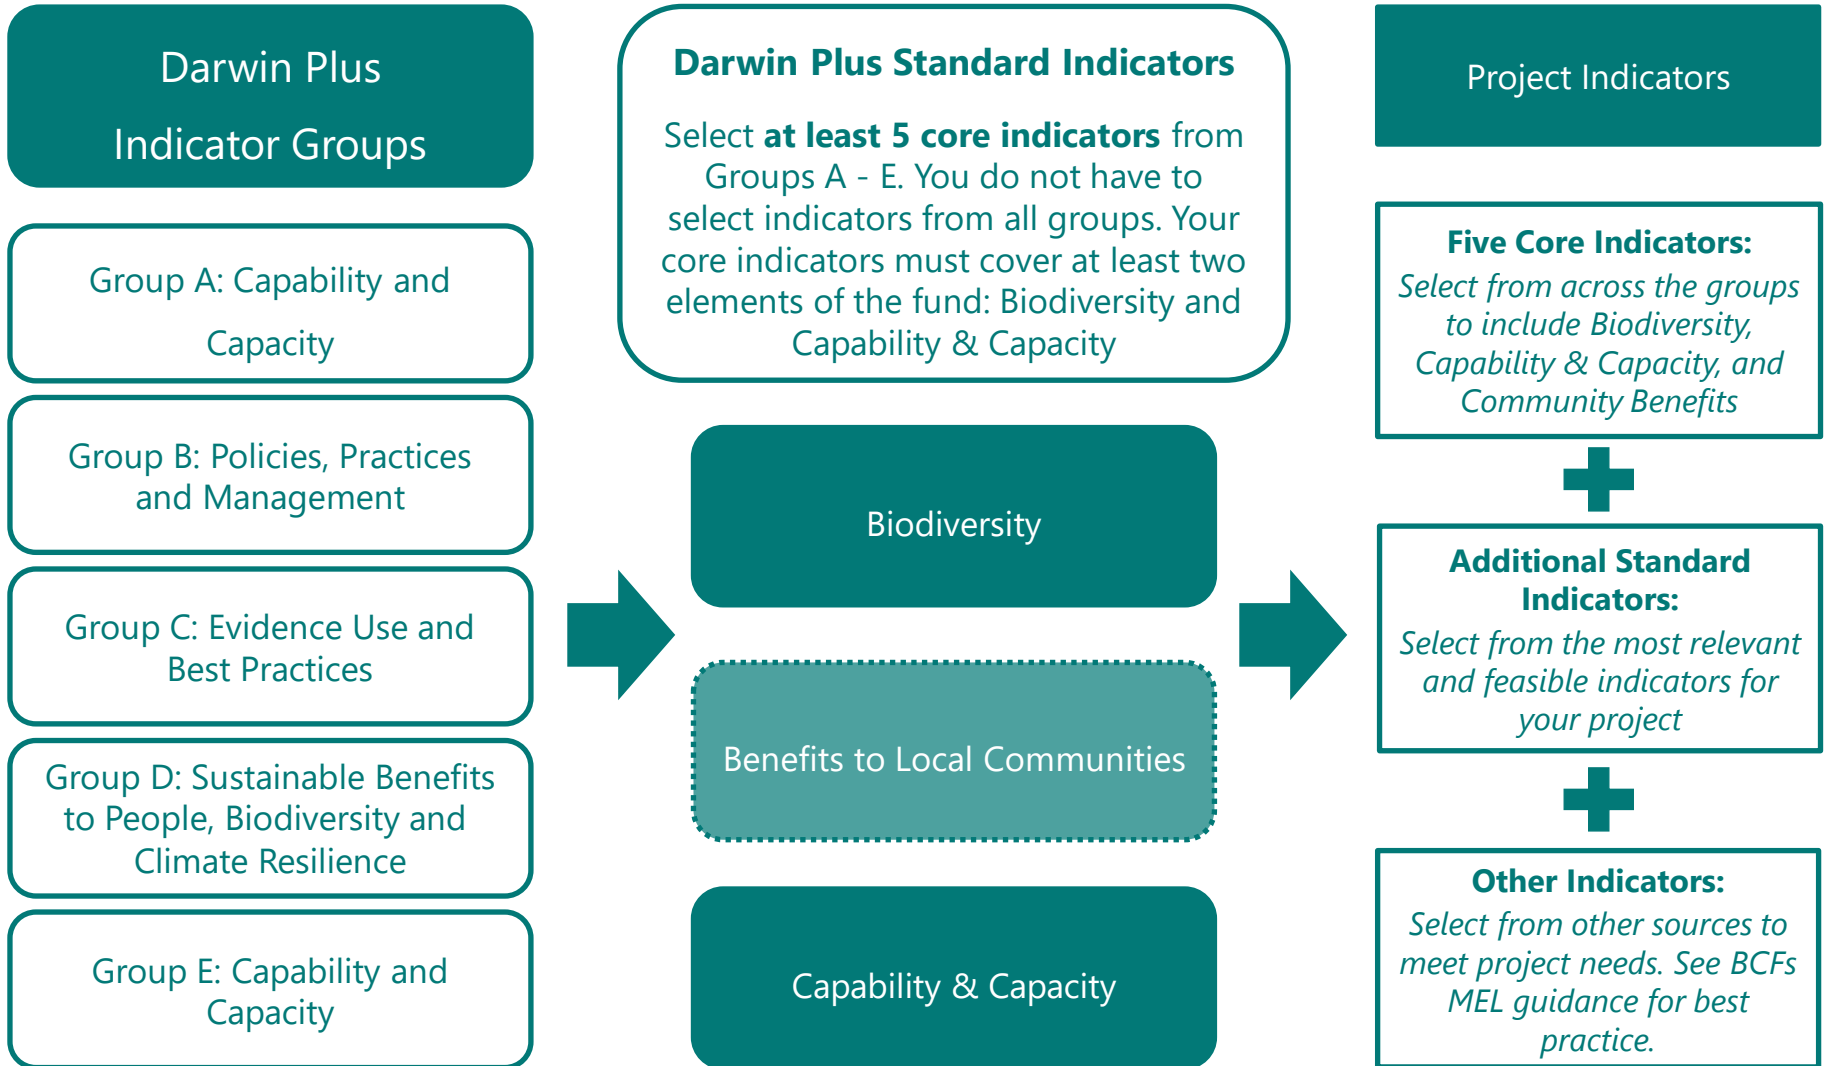 Darwin Plus
Indicator Groups
Group A: Capability and
Capacity
Group B: Policies, Practices
and Management
Group C: Evidence Use and
Best Practices
Group D: Sustainable Benefits
to People, Biodiversity and
Climate Resilience
Group E: Capability and
Capacity
Darwin Plus Standard Indicators
Select at least 5 core indicators from
Groups A - E. You do not have to
select indicators from all groups. Your
core indicators must cover at least two
elements of the fund: Biodiversity and
Capability & Capacity
Biodiversity
Benefits to Local Communities
Capability & Capacity
Project Indicators
Five Core Indicators:
Select from across the groups
to include Biodiversity,
Capability & Capacity, and
Community Benefits
Additional Standard
Indicators:
Select from the most relevant
and feasible indicators for
your project
Other Indicators:
Select from other sources to
meet project needs. See BCFs
MEL guidance for best
practice.